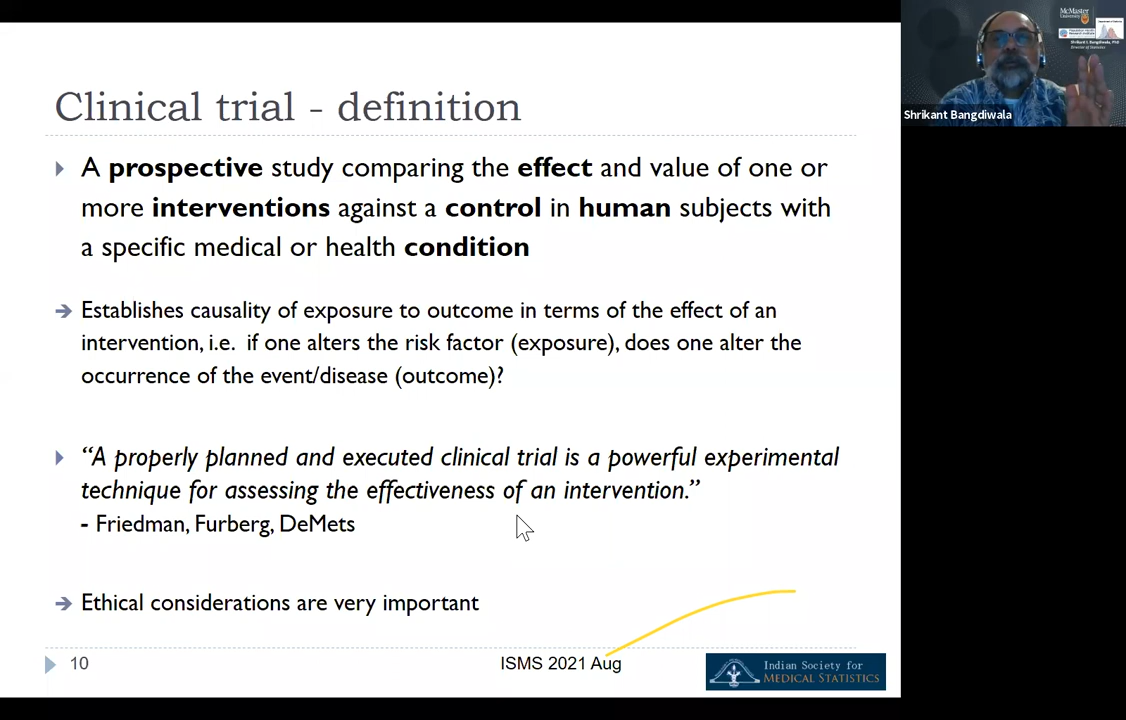 Clinical trial - definition
A prospective study comparing the effect and value of one or
more interventions against a control in human subjects with
a specific medical or health condition
Establishes causality of exposure to outcome in terms of the effect of an
intervention, i.e. if one alters the risk factor (exposure), does one alter the
occurrence of the event/disease (outcome)?
“A properly planned and executed clinical trial is a powerful experimental
technique for assessing the effectiveness of an intervention.”
- Friedman, Furberg, DeMets
Ethical considerations are very important
10
ISMS 2021 Aug
Indian Society for
MEDICAL STATISTICS
McMaster
University
Shrikant Bangdiwala